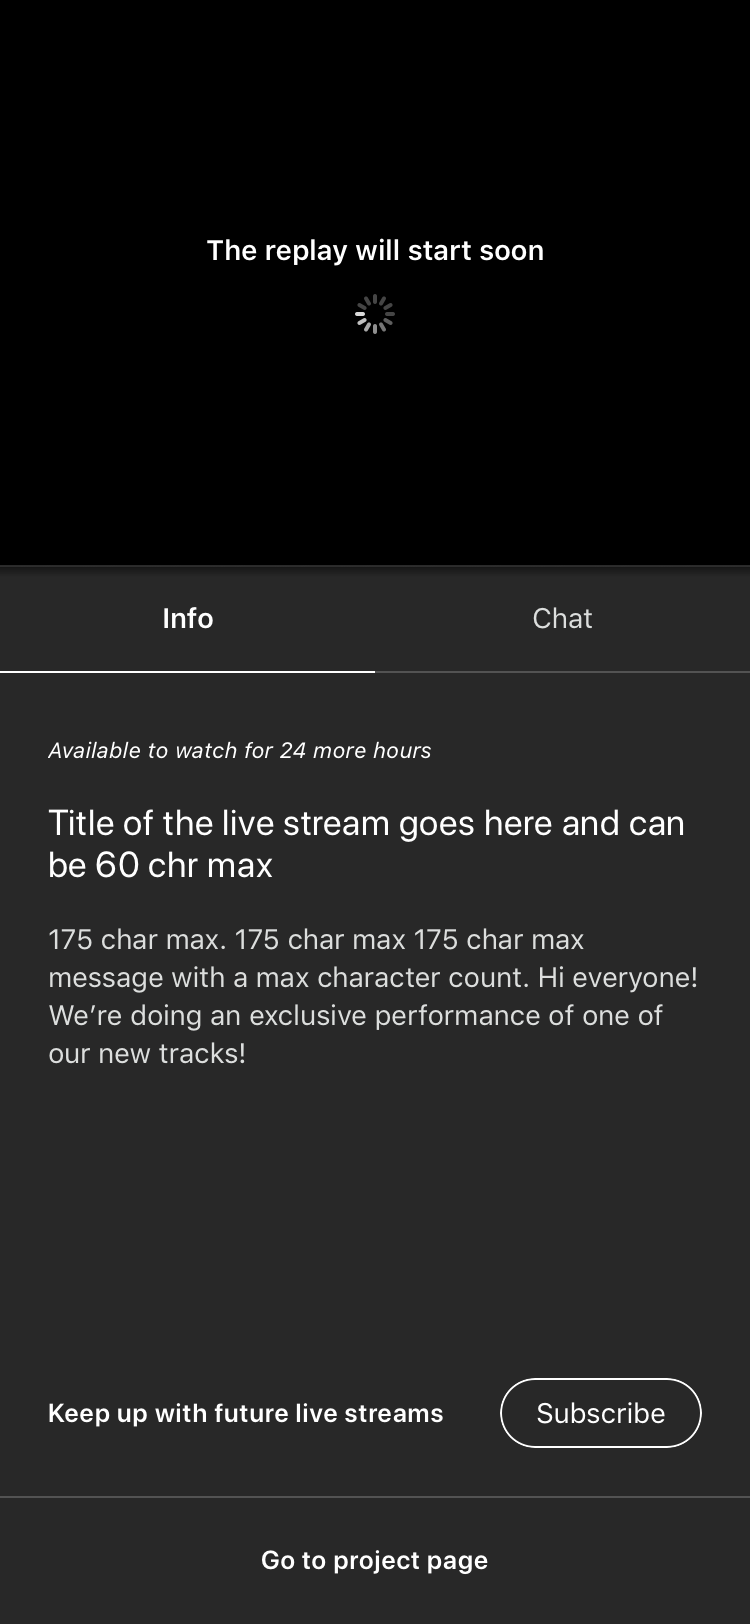 The replay will start soon
Info
Chat
Available to watch for 24 more hours
Title of the live stream goes here and can
be 60 chr max
175 char max. 175 char max 175 char max
message with a max character count. Hi everyone!
We’re doing an exclusive performance of one of
our new tracks!
Keep up with future live streams
Subscribe
Go to project page